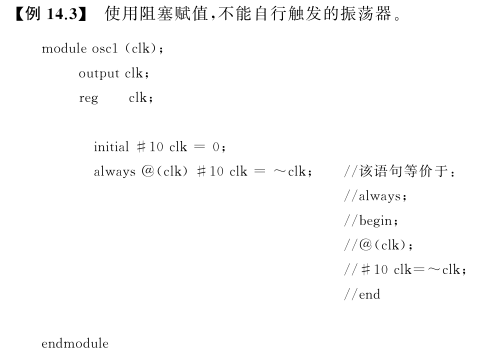 【例 14.3】 使用阻塞赋值,不能自行触发的振荡器。
module osc1 (clk);
output clk;
reg clk;
initial #10 clk = 0;
always @(clk) #10 clk = ~clk; //该语句等价于:
//always;
//begin;
//@(clk);
//#10 clk=~clk;
//end
endmodule